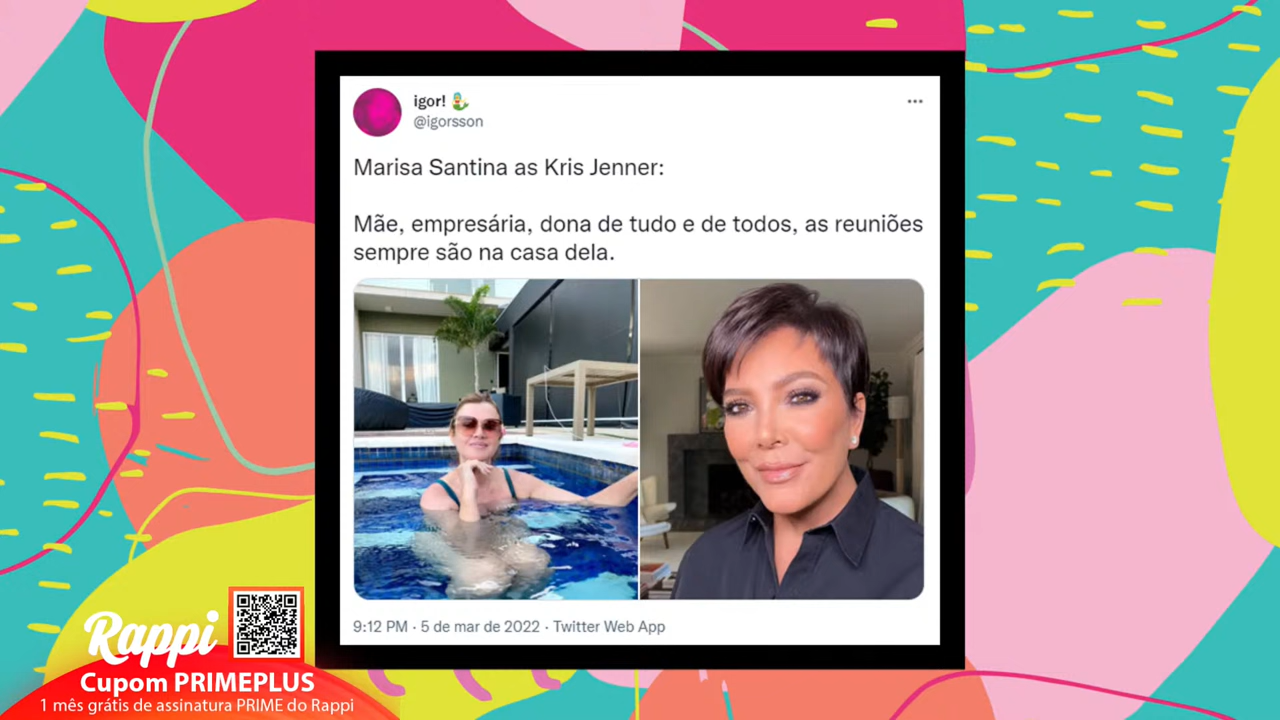 igor!
@igorsson
Marisa Santina as Kris Jenner:
Mãe, empresária, dona de tudo e de todos, as reuniões
sempre são na casa dela.
9:12 PM · 5 de mar de 2022 · Twitter Web App
Rappi
Cupom PRIMEPLUS
1 mês grátis de assinatura PRIME do Rappi